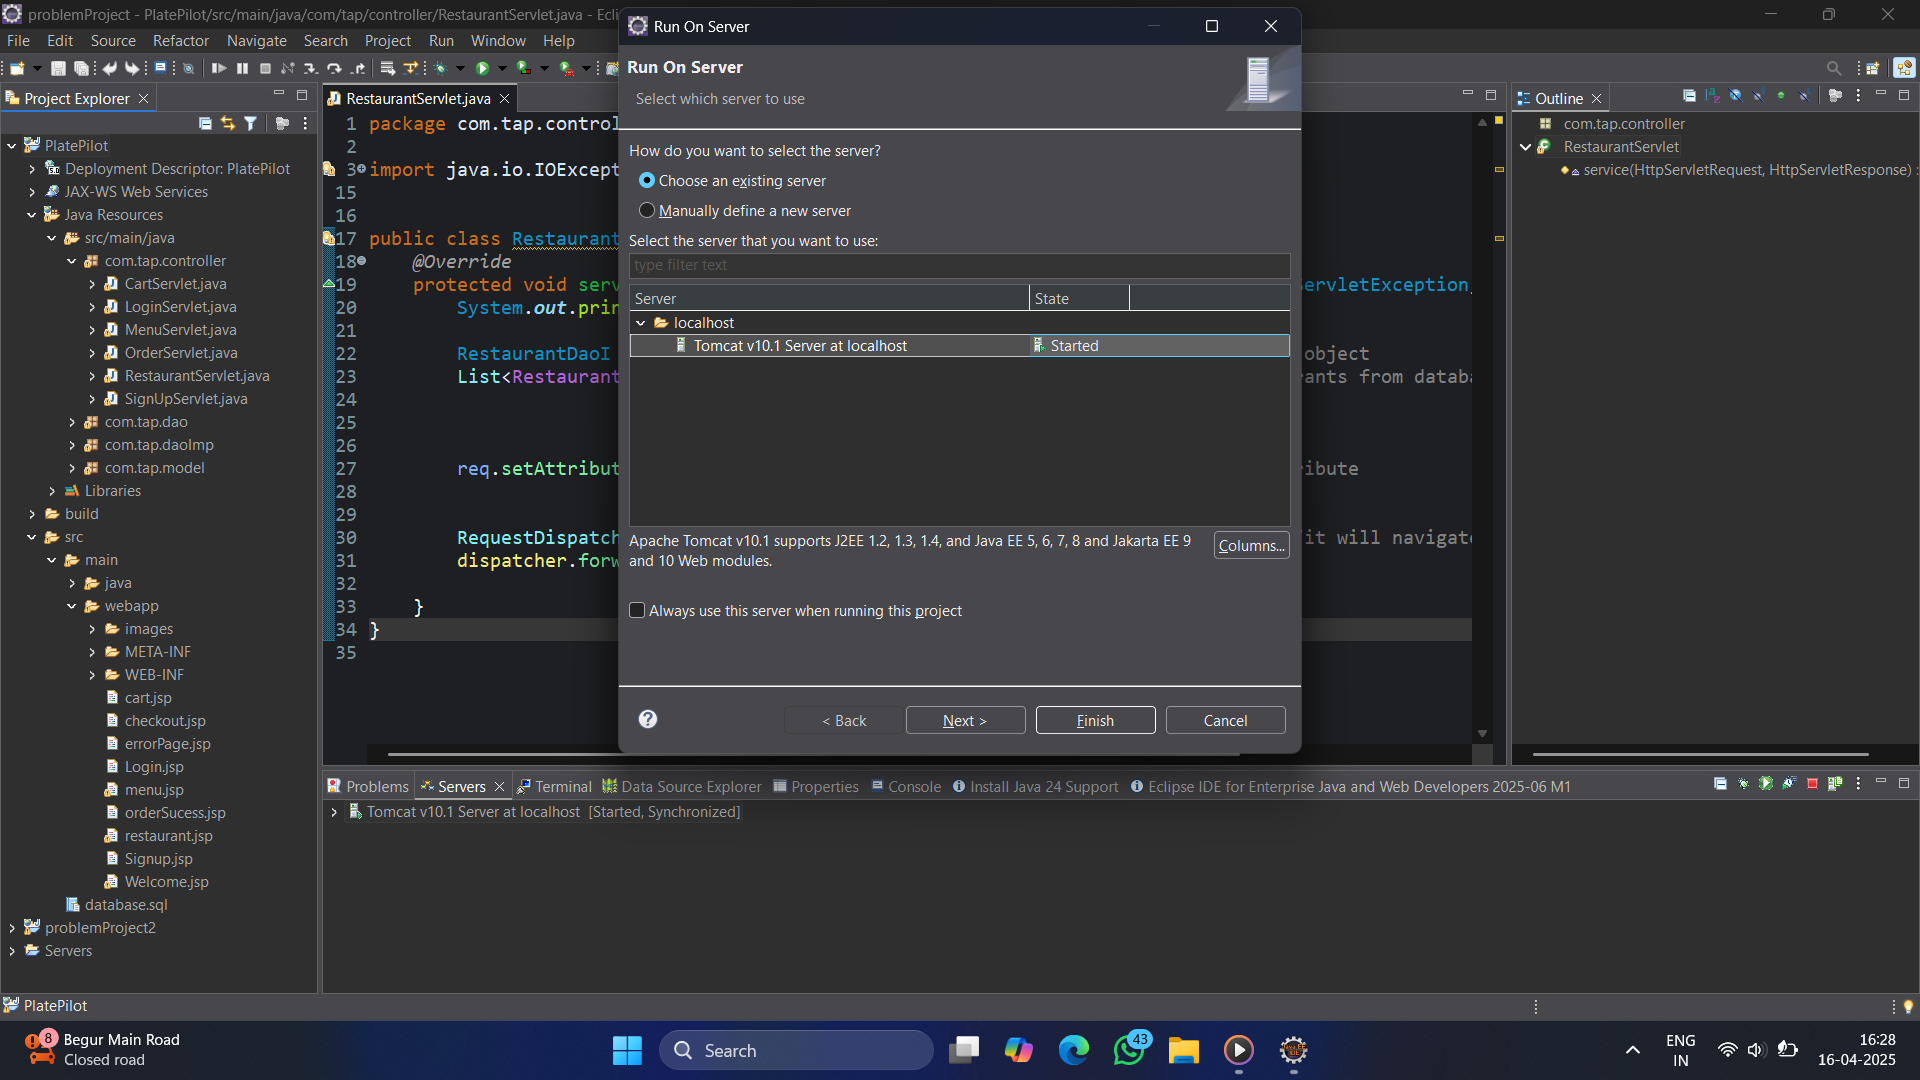 problemProject - PlatePilot/src/main/java/com/tap/controller/RestaurantServlet.java - Ecli
File Edit Source Refactor Navigate Search Project Run Window Help
Project Explorer
PlatePilot
Deployment Descriptor: PlatePilot
JAX-WS Web Services
Java Resources
src/main/java
com.tap.controller
CartServlet.java
LoginServlet.java
MenuServlet.java
OrderServlet.java
RestaurantServlet.java
SignUpServlet.java
com.tap.dao
com.tap.daoImp
com.tap.model
Libraries
build
src
main
java
webapp
images
META-INF
WEB-INF
cart.jsp
checkout.jsp
errorPage.jsp
Login.jsp
menu.jsp
orderSucess.jsp
restaurant.jsp
Signup.jsp
Welcome.jsp
database.sql
problemProject2
Servers
RestaurantServlet.java
1 package com.tap.control
2
3 import java.io.IOExcept
15
16
17 public class Restaurant
18 @Override
19 protected void serv ervletException,
20 System.out.prin
21
22 RestaurantDaoI object
23 List<Restaurant ants from datab
24
25
26
27 req.setAttribut ribute
28
29
30 RequestDispatch it will navigat
31 dispatcher.forw
32
33 }
34 }
35
Run On Server
Run On Server
Select which server to use
How do you want to select the server?
Choose an existing server
Manually define a new server
Select the server that you want to use:
type filter text
Server State
localhost
Tomcat v10.1 Server at localhost Started
Apache Tomcat v10.1 supports J2EE 1.2, 1.3, 1.4, and Java EE 5, 6, 7, 8 and Jakarta EE 9
and 10 Web modules.
Columns...
Always use this server when running this project
< Back Next > Finish Cancel
Outline
com.tap.controller
RestaurantServlet
service(HttpServletRequest, HttpServletResponse) :
Problems Servers Terminal Data Source Explorer Properties Console Install Java 24 Support Eclipse IDE for Enterprise Java and Web Developers 2025-06 M1
Tomcat v10.1 Server at localhost [Started, Synchronized]
PlatePilot
8
Begur Main Road
Closed road
Search
43
ENG
IN
16:28
16-04-2025